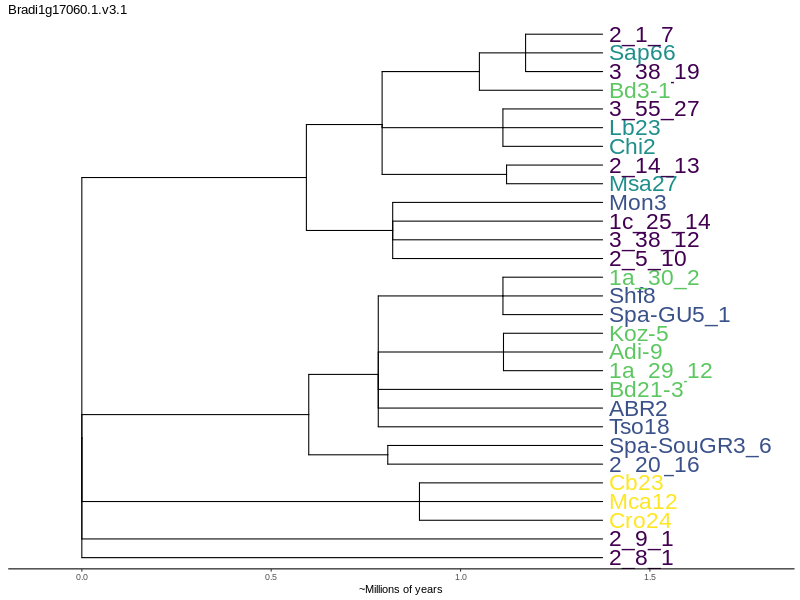 Bradi1g17060.1.v3.1
2_1_7
Sap66
3_38_19
Bd3-1
3_55_27
Lb23
Chi2
2_14_13
Msa27
Mon3
1c_25_14
3_38_12
2_5_10
1a_30_2
Shf8
Spa-GU5_1
Koz-5
Adi-9
1a_29_12
Bd21-3
ABR2
Tso18
Spa-SouGR3_6
2_20_16
Cb23
Mca12
Cro24
2_9_1
2_8_1
0.0 0.5 1.0 1.5
~Millions of years